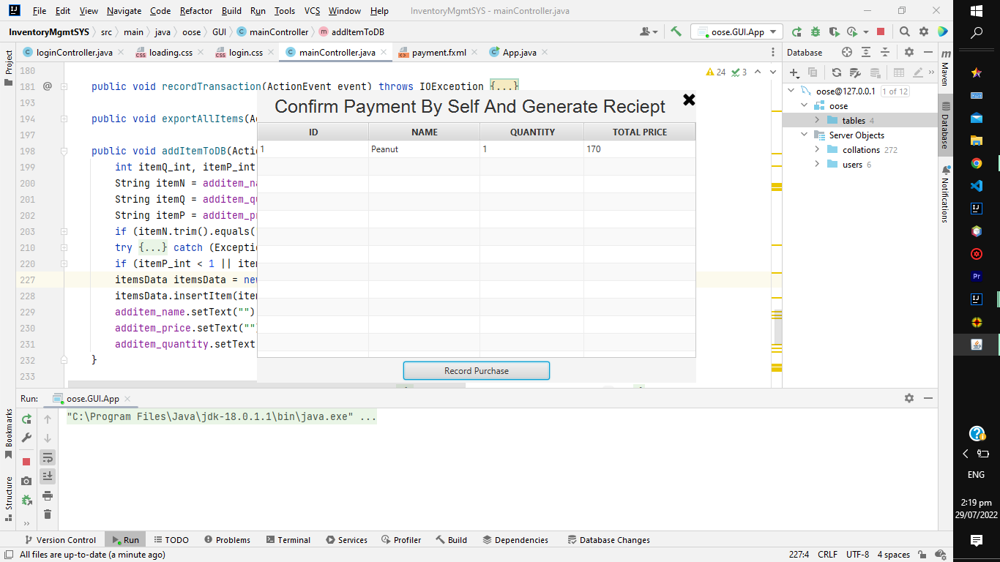 File Edit View Navigate Code Refactor Build Run Tools VCS Window Help InventoryMgmtSYS - mainController.java
InventoryMgmtSYS src main java oose GUI mainController addItemToDB oose.GUI.App
loginController.java loading.css login.css mainController.java payment.fxml App.java
Database
Project
Maven
Database
Notifications
24 3
180
181 @ public void recordTransaction(ActionEvent event) throws IOException {...}
193
194 public void exportAllItems(Ac
197
198 public void addItemToDB(Actio
199 int itemQ_int, itemP_int
200 String itemN = additem_na
201 String itemQ = additem_qu
202 String itemP = additem_pr
203 if (itemN.trim().equals(
210 try {...} catch (Exception
220 if (itemP_int < 1 || item
227 itemsData itemsData = new
228 itemsData.insertItem(item
229 additem_name.setText("")
230 additem_price.setText(""
231 additem_quantity.setText
232 }
233
Confirm Payment By Self And Generate Reciept
ID NAME QUANTITY TOTAL PRICE
1 Peanut 1 170
Record Purchase
oose@127.0.0.1 1 of 12
oose
tables 4
Server Objects
collations 272
users 6
Run: oose.GUI.App
"C:\Program Files\Java\jdk-18.0.1.1\bin\java.exe" ...
Bookmarks
Structure
Version Control Run TODO Problems Terminal Services Profiler Build Dependencies Database Changes
All files are up-to-date (a minute ago) 227:4 CRLF UTF-8 4 spaces
Pr
ENG
2:19 pm
29/07/2022